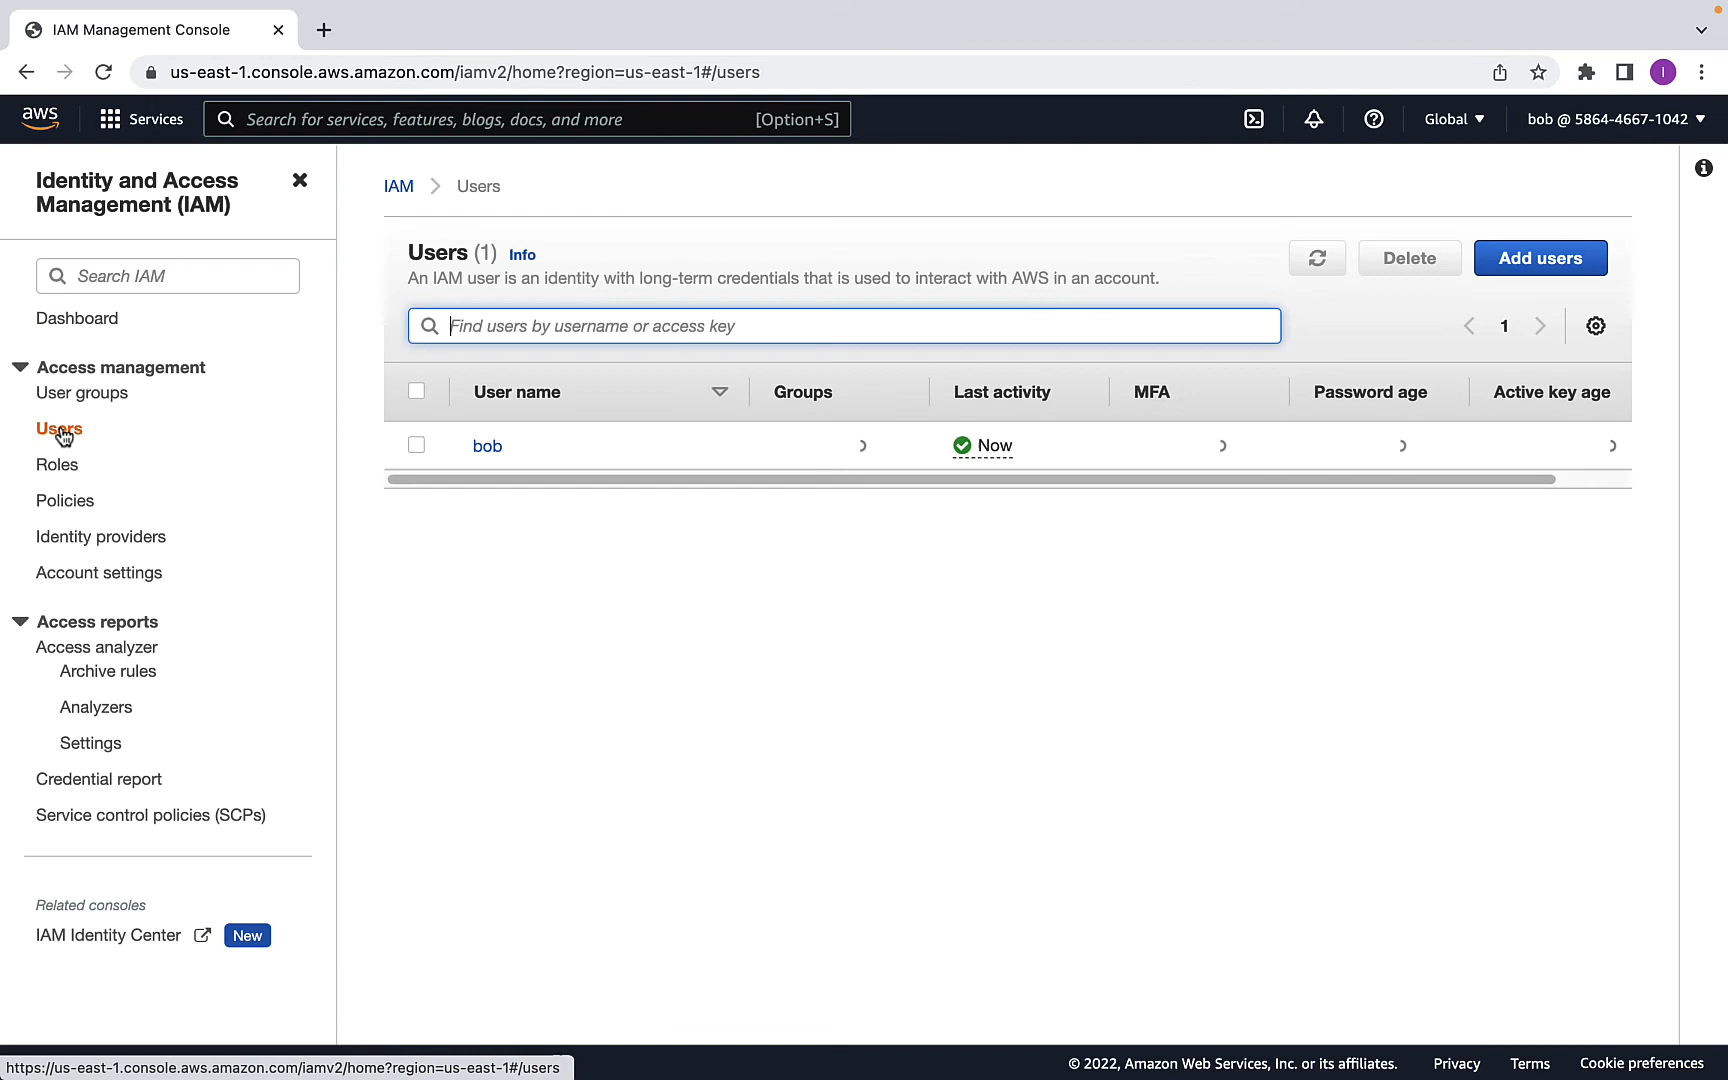 IAM Management Console
us-east-1.console.aws.amazon.com/iamv2/home?region=us-east-1#/users
I
aws
Services
Search for services, features, blogs, docs, and more
[Option+S]
Global
bob @ 5864-4667-1042
Identity and Access
Management (IAM)
Search IAM
Dashboard
Access management
User groups
Users
Roles
Policies
Identity providers
Account settings
Access reports
Access analyzer
Archive rules
Analyzers
Settings
Credential report
Service control policies (SCPs)
Related consoles
IAM Identity Center
New
IAM
Users
Users (1) Info
An IAM user is an identity with long-term credentials that is used to interact with AWS in an account.
Delete
Add users
Find users by username or access key
1
User name
Groups
Last activity
MFA
Password age
Active key age
bob
Now
https://us-east-1.console.aws.amazon.com/iamv2/home?region=us-east-1#/users
© 2022, Amazon Web Services, Inc. or its affiliates.
Privacy
Terms
Cookie preferences